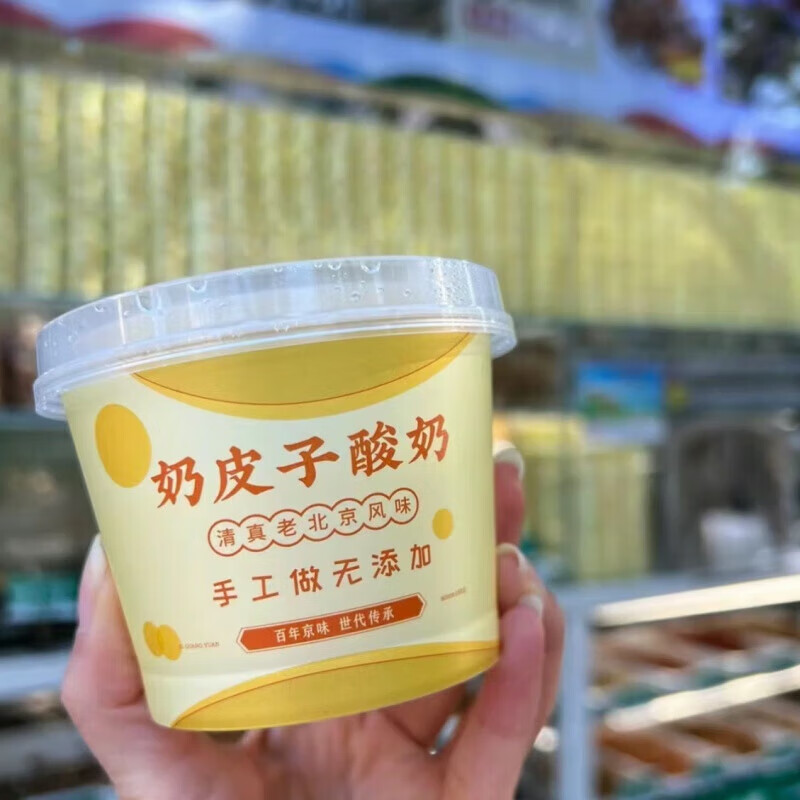 奶皮子酸奶
清真老北京风味
手工做无添加
百年京味 世代传承